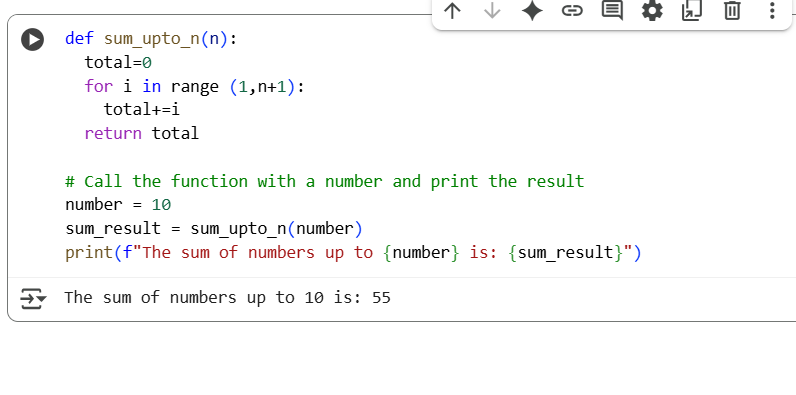 def sum_upto_n(n):
  total=0
  for i in range (1,n+1):
    total+=i
  return total

# Call the function with a number and print the result
number = 10
sum_result = sum_upto_n(number)
print(f"The sum of numbers up to {number} is: {sum_result}")
The sum of numbers up to 10 is: 55